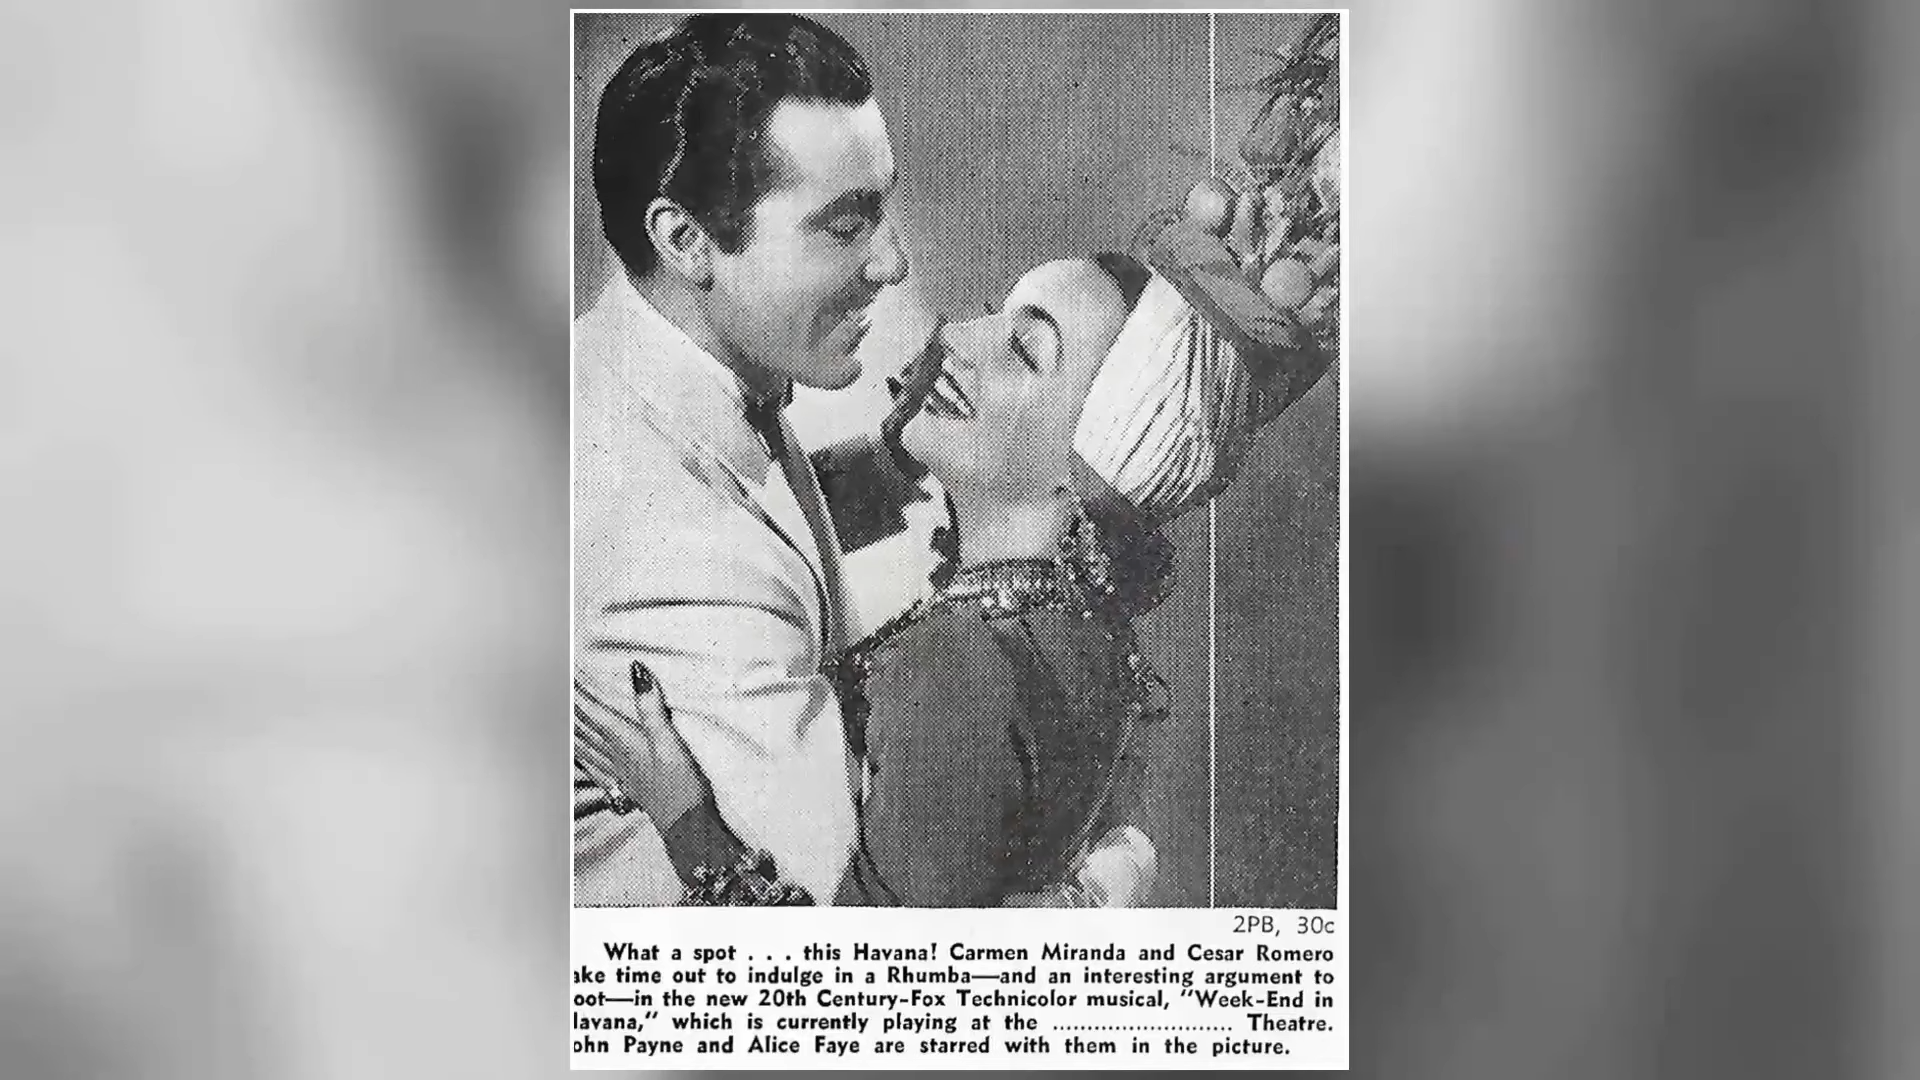 2PB, 30c
What a spot . . . this Havana! Carmen Miranda and Cesar Romero
ake time out to indulge in a Rhumba—and an interesting argument to
oot—in the new 20th Century-Fox Technicolor musical, "Week-End in
lavana," which is currently playing at the .......................... Theatre.
ohn Payne and Alice Faye are starred with them in the picture.